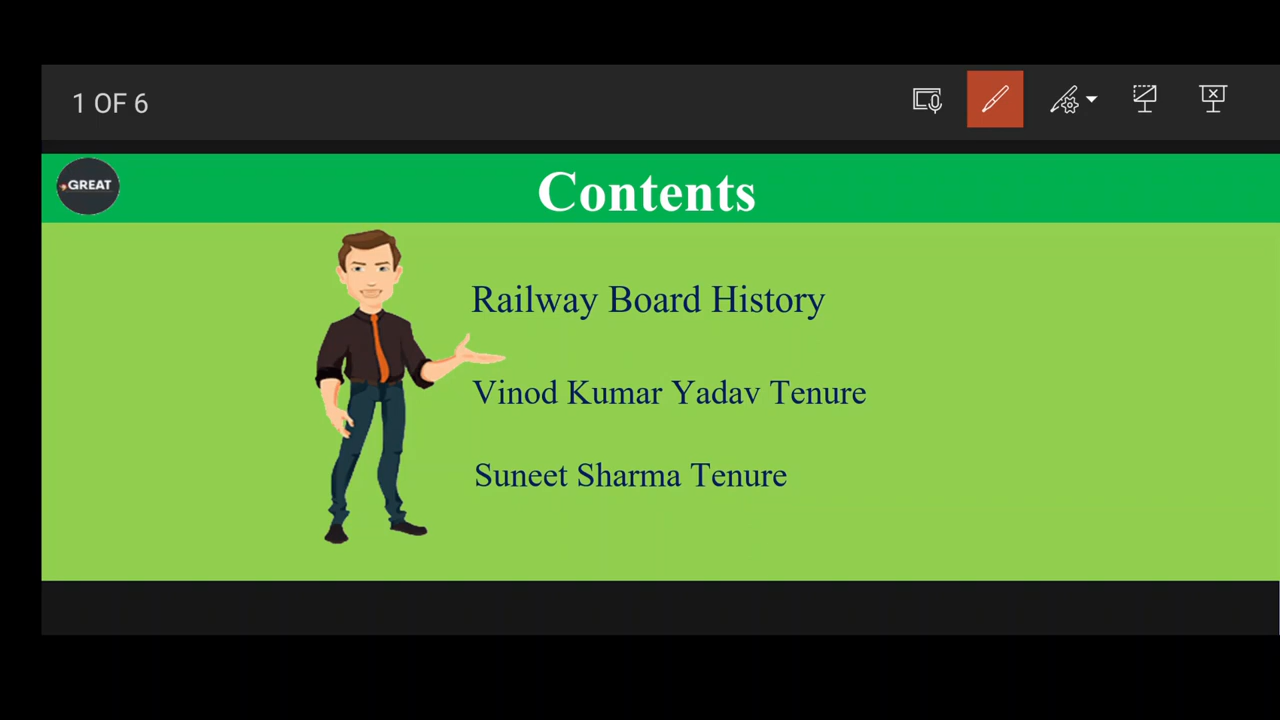 1 OF 6
GREAT
Contents
Railway Board History
Vinod Kumar Yadav Tenure
Suneet Sharma Tenure